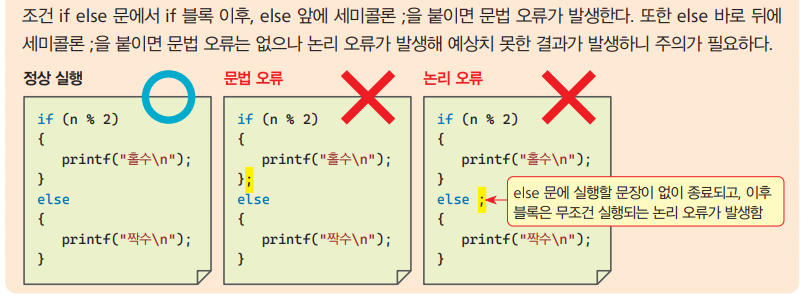 조건 if else 문에서 if 블록 이후, else 앞에 세미콜론 ;을 붙이면 문법 오류가 발생한다. 또한 else 바로 뒤에
세미콜론 ;을 붙이면 문법 오류는 없으나 논리 오류가 발생해 예상치 못한 결과가 발생하니 주의가 필요하다.
정상 실행
if (n % 2)
{
printf("홀수\n");
}
else
{
printf("짝수\n");
}
문법 오류
if (n % 2)
{
printf("홀수\n");
};
else
{
printf("짝수\n");
}
논리 오류
if (n % 2)
{
printf("홀수\n");
}
else ;
{
printf("짝수\n");
}
else 문에 실행할 문장이 없이 종료되고, 이후
블록은 무조건 실행되는 논리 오류가 발생함